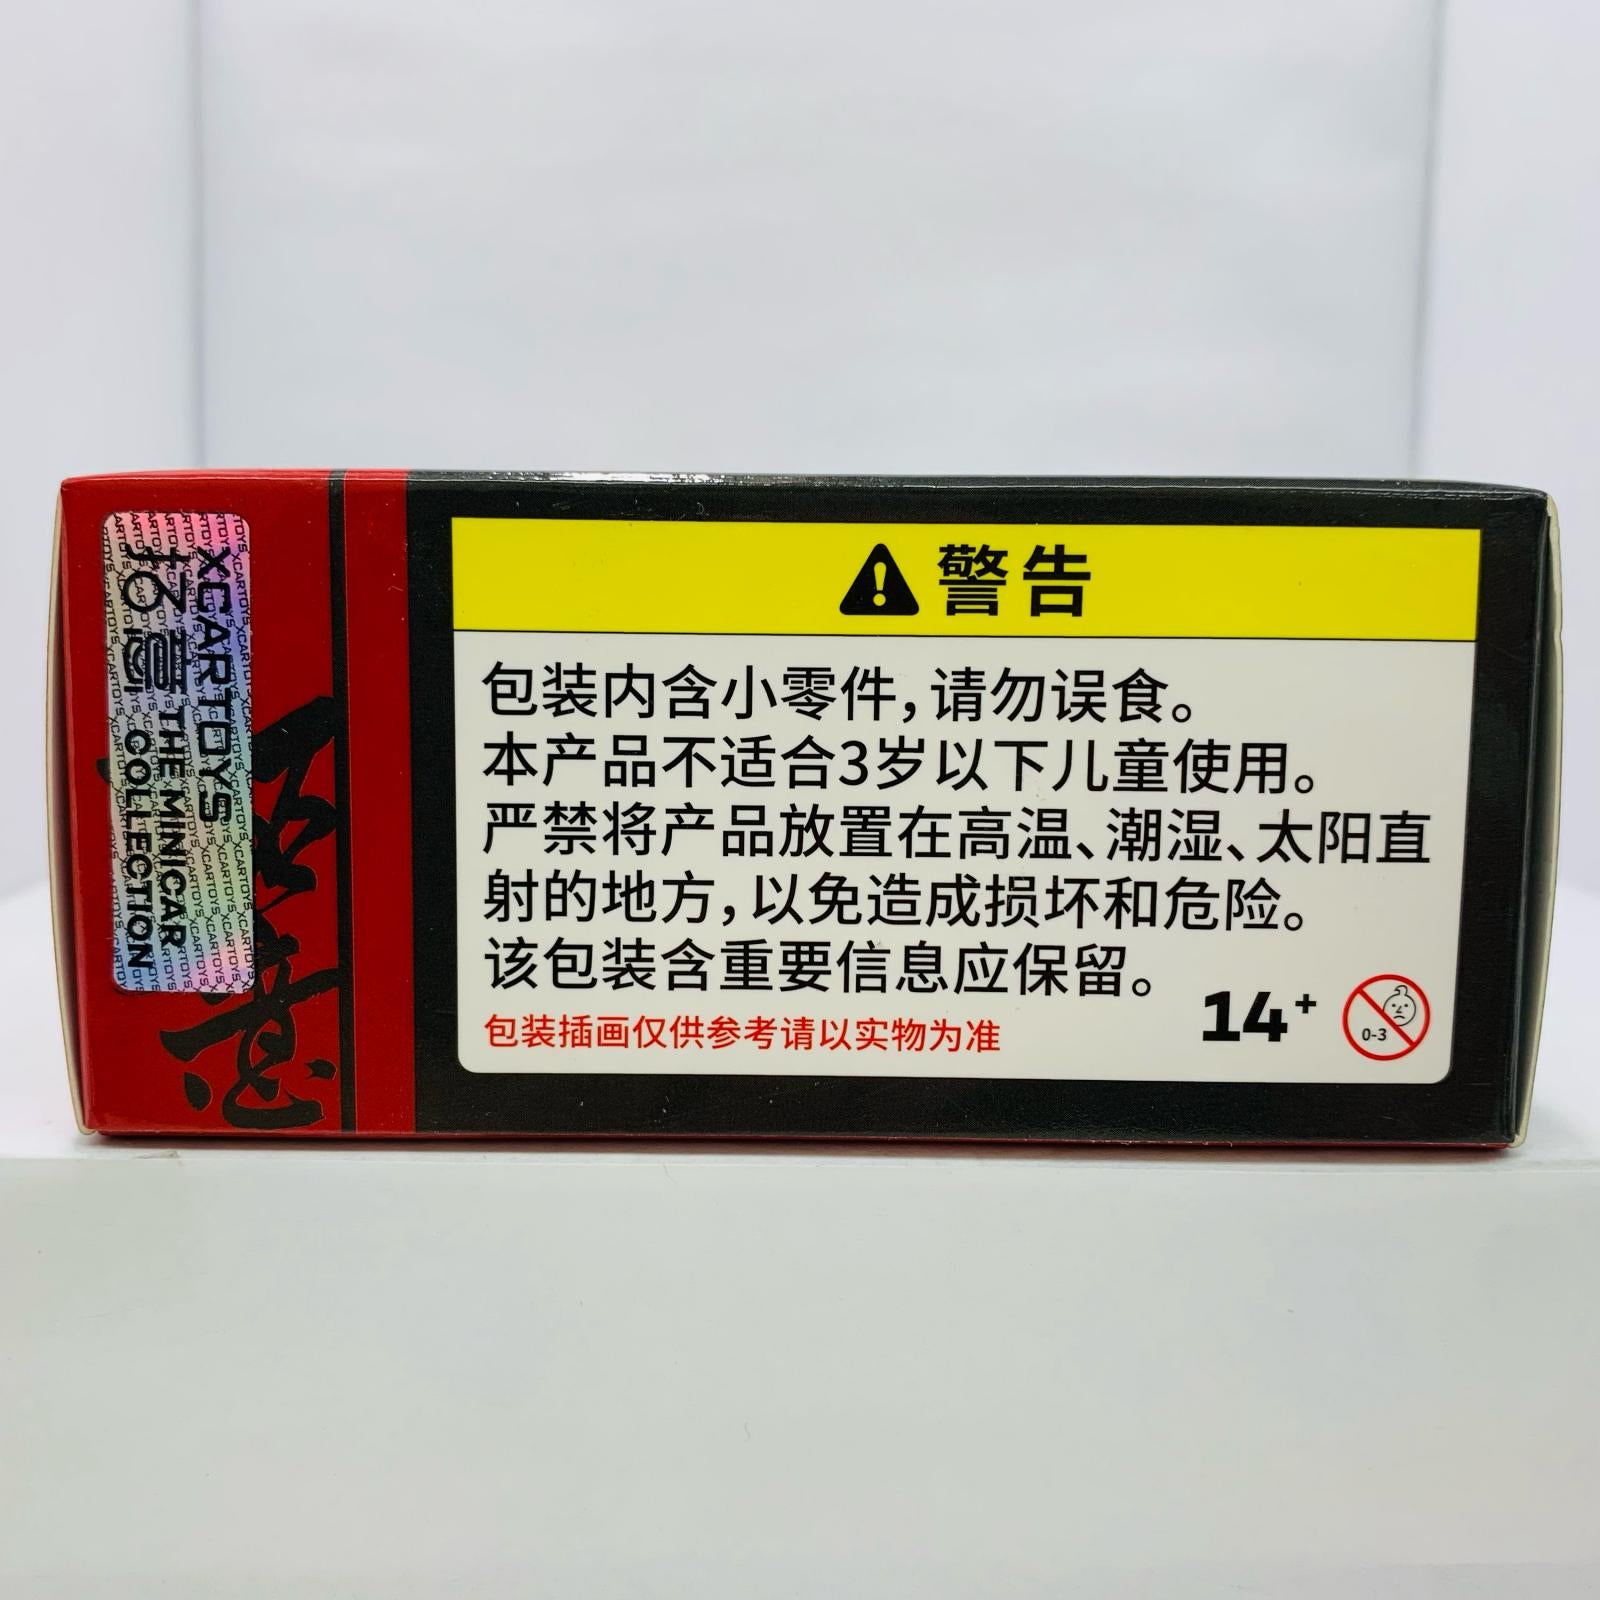 XCARTOYS
拓意 THE MINICAR
COLLECTION
拓意
警告
包装内含小零件,请勿误食。
本产品不适合3岁以下儿童使用。
严禁将产品放置在高温、潮湿、太阳直
射的地方,以免造成损坏和危险。
该包装含重要信息应保留。
包装插画仅供参考请以实物为准
14+
0-3